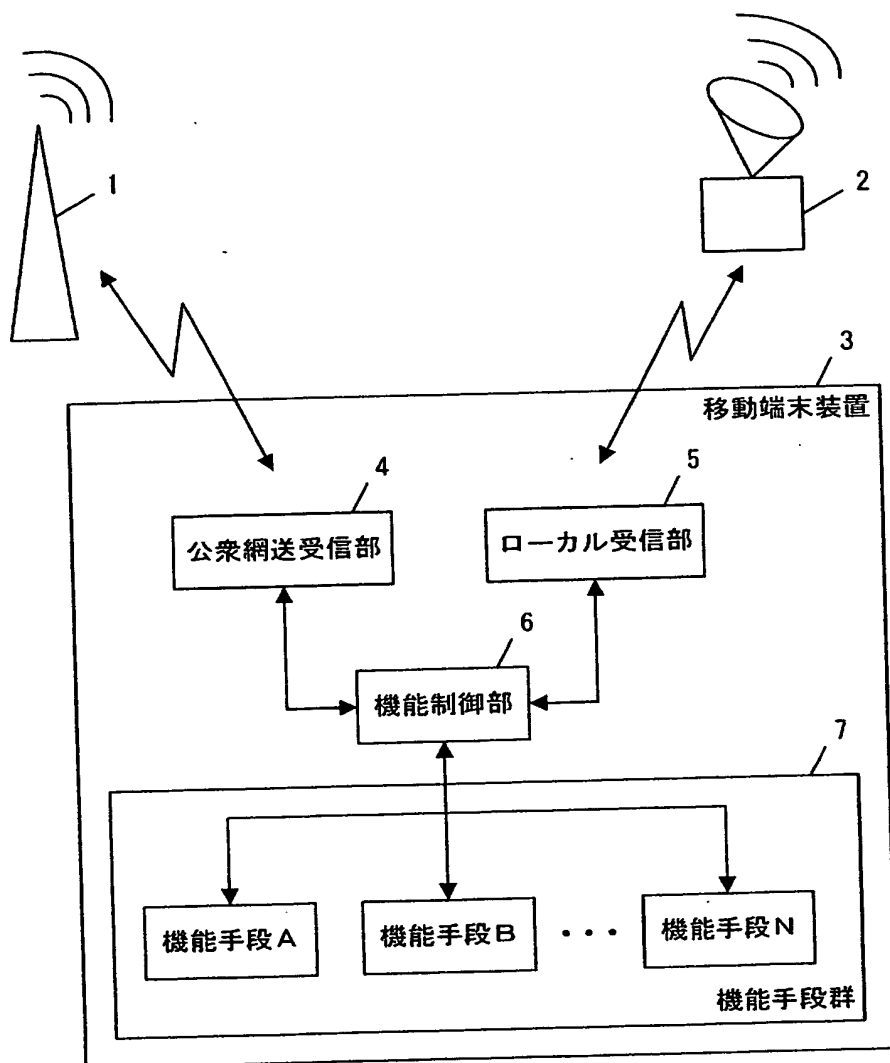 1
2
3
移動端末装置
4
5
公衆網送受信部
ローカル受信部
6
機能制御部
7
機能手段A
機能手段B
・・・
機能手段N
機能手段群